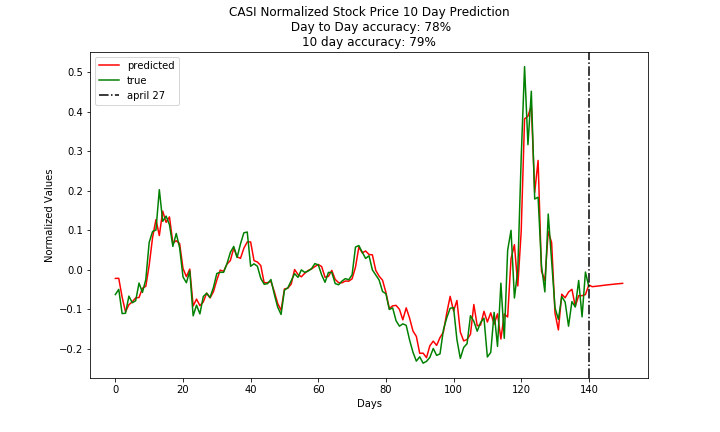 CASI Normalized Stock Price 10 Day Prediction
Day to Day accuracy: 78%
10 day accuracy: 79%
predicted
true
april 27
Normalized Values
0.5
0.4
0.3
0.2
0.1
0.0
−0.1
−0.2
0 20 40 60 80 100 120 140
Days